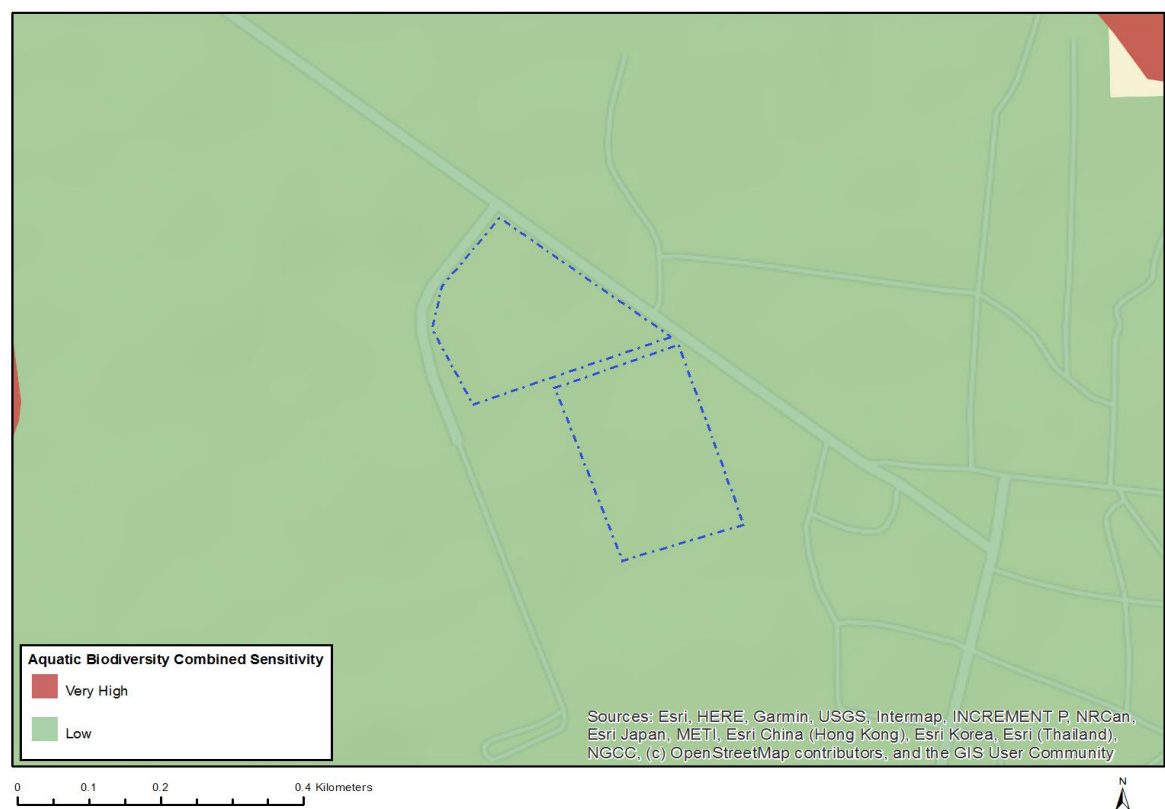 Aquatic Biodiversity Combined Sensitivity
Very High
Low
Sources: Esri, HERE, Garmin, USGS, Intermap, INCREMENT P, NRCan,
Esri Japan, METI, Esri China (Hong Kong), Esri Korea, Esri (Thailand),
NGCC, (c) OpenStreetMap contributors, and the GIS User Community
0 0.1 0.2 0.4 Kilometers
N